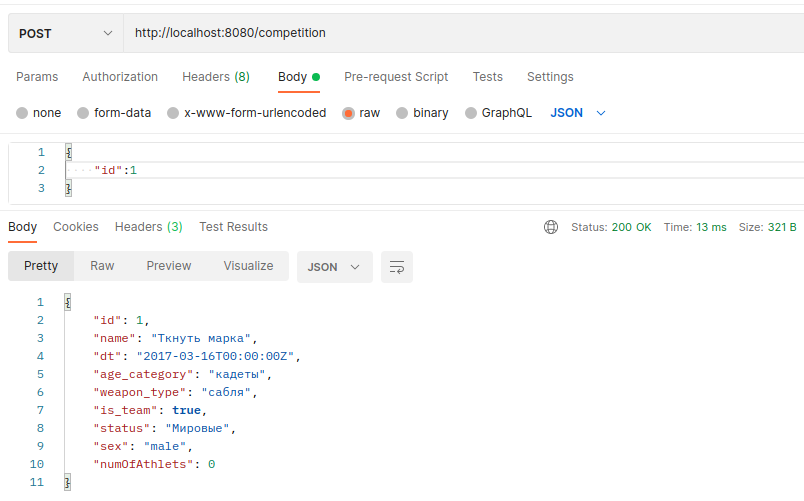 POST http://localhost:8080/competition
Params Authorization Headers (8) Body Pre-request Script Tests Settings
none form-data x-www-form-urlencoded raw binary GraphQL JSON
1 {
2 "id":1
3 }
Body Cookies Headers (3) Test Results Status: 200 OK Time: 13 ms Size: 321 B
Pretty Raw Preview Visualize JSON
1 {
2 "id": 1,
3 "name": "Ткнуть марка",
4 "dt": "2017-03-16T00:00:00Z",
5 "age_category": "кадеты",
6 "weapon_type": "сабля",
7 "is_team": true,
8 "status": "Мировые",
9 "sex": "male",
10 "numOfAthlets": 0
11 }